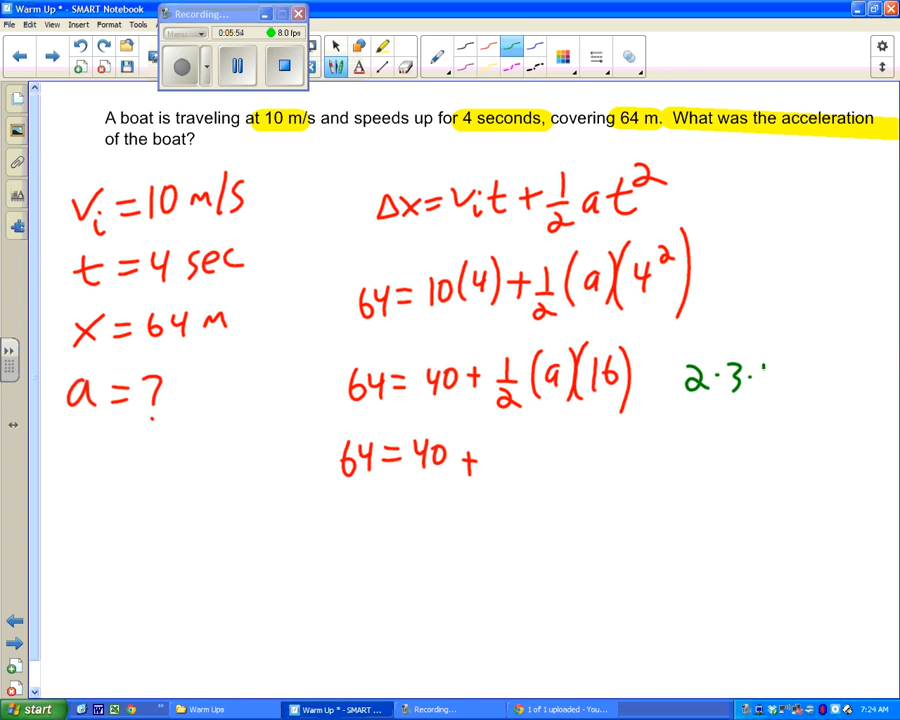 Warm Up * - SMART Notebook
File Edit View Insert Format Tools
Recording...
Menu
0:05:54
8.0 fps
A boat is traveling at 10 m/s and speeds up for 4 seconds, covering 64 m. What was the acceleration
of the boat?
vᵢ = 10 m/s
t = 4 sec
x = 64 m
a = ?
Δx = vᵢt + 1/2 at²
64 = 10(4) + 1/2 (a)(4²)
64 = 40 + 1/2 (a)(16)
2 · 3 ·
64 = 40 +
start
Warm Ups
Warm Up * - SMART ...
Recording...
1 of 1 uploaded - You...
7:24 AM